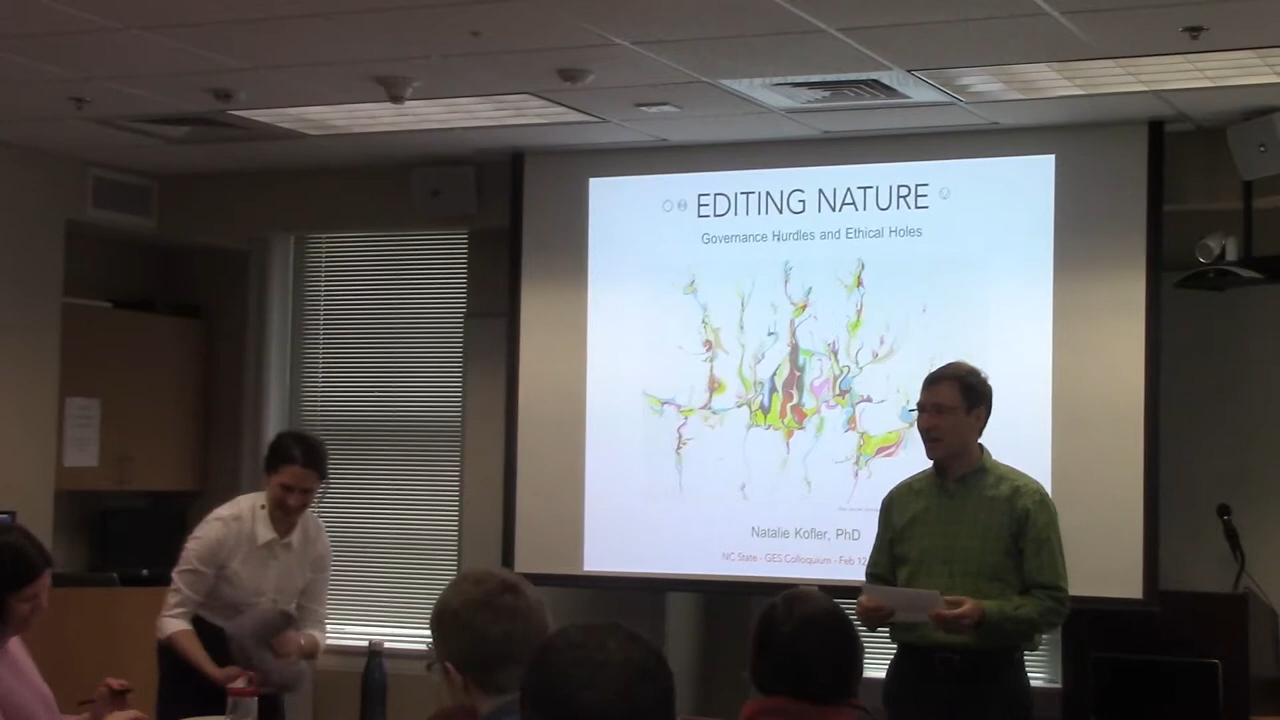 EDITING NATURE
Governance Hurdles and Ethical Holes
Natalie Kofler, PhD
NC State - GES Colloquium - Feb 12